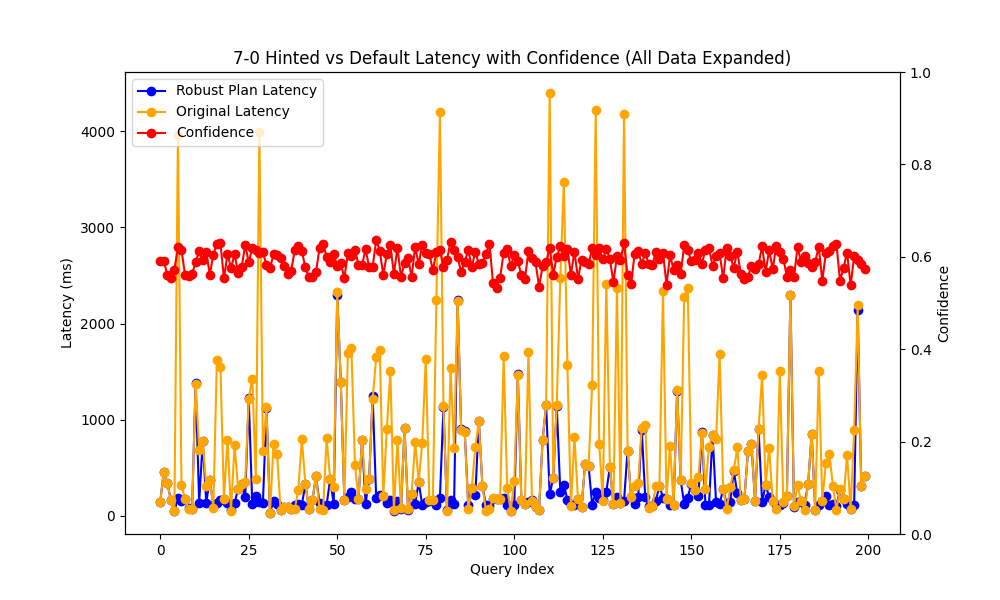 7-0 Hinted vs Default Latency with Confidence (All Data Expanded)
Robust Plan Latency
Original Latency
Confidence
Latency (ms)
4000
3000
2000
1000
0
1.0
0.8
0.6
0.4
0.2
0.0
Confidence
0 25 50 75 100 125 150 175 200
Query Index